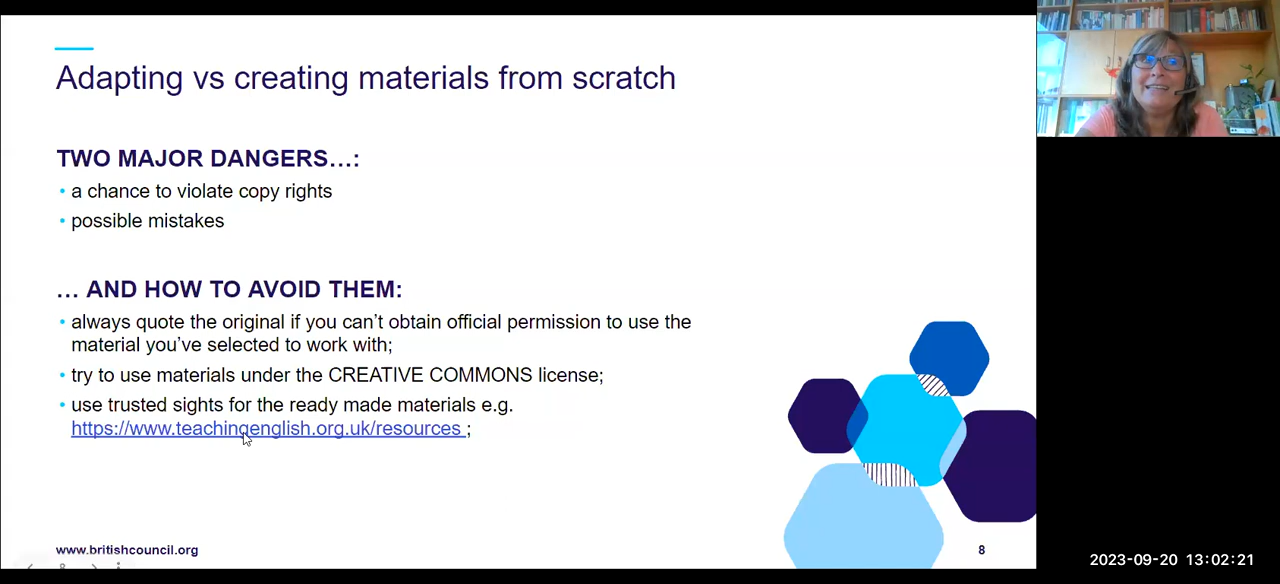 Adapting vs creating materials from scratch
TWO MAJOR DANGERS…:
• a chance to violate copy rights
• possible mistakes
… AND HOW TO AVOID THEM:
• always quote the original if you can’t obtain official permission to use the
material you’ve selected to work with;
• try to use materials under the CREATIVE COMMONS license;
• use trusted sights for the ready made materials e.g.
https://www.teachingenglish.org.uk/resources ;
www.britishcouncil.org
8
2023-09-20 13:02:21